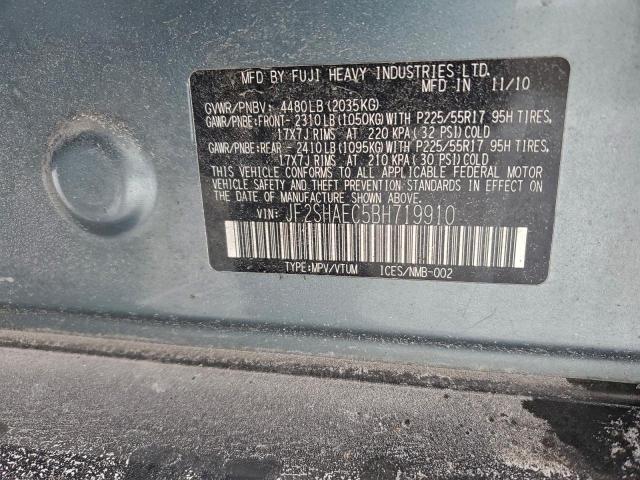 MFD BY FUJI HEAVY INDUSTRIES LTD.
MFD IN 11/10
GVWR/PNBV: 4480LB(2035KG)
GAWR/PNBE:FRONT- 2310LB(1050KG)WITH P225/55R17 95H TIRES,
17X7J RIMS AT 220 KPA(32 PSI)COLD
GAWR/PNBE:REAR - 2410LB(1095KG)WITH P225/55R17 95H TIRES,
17X7J RIMS AT 210 KPA(30 PSI)COLD
THIS VEHICLE CONFORMS TO ALL APPLICABLE FEDERAL MOTOR
VEHICLE SAFETY AND THEFT PREVENTION STANDARDS IN EFFECT
ON THE DATE OF MANUFACTURE SHOWN ABOVE.
VIN: JF2SHAEC5BH719910
TYPE:MPV/VTUM ICES/NMB-002